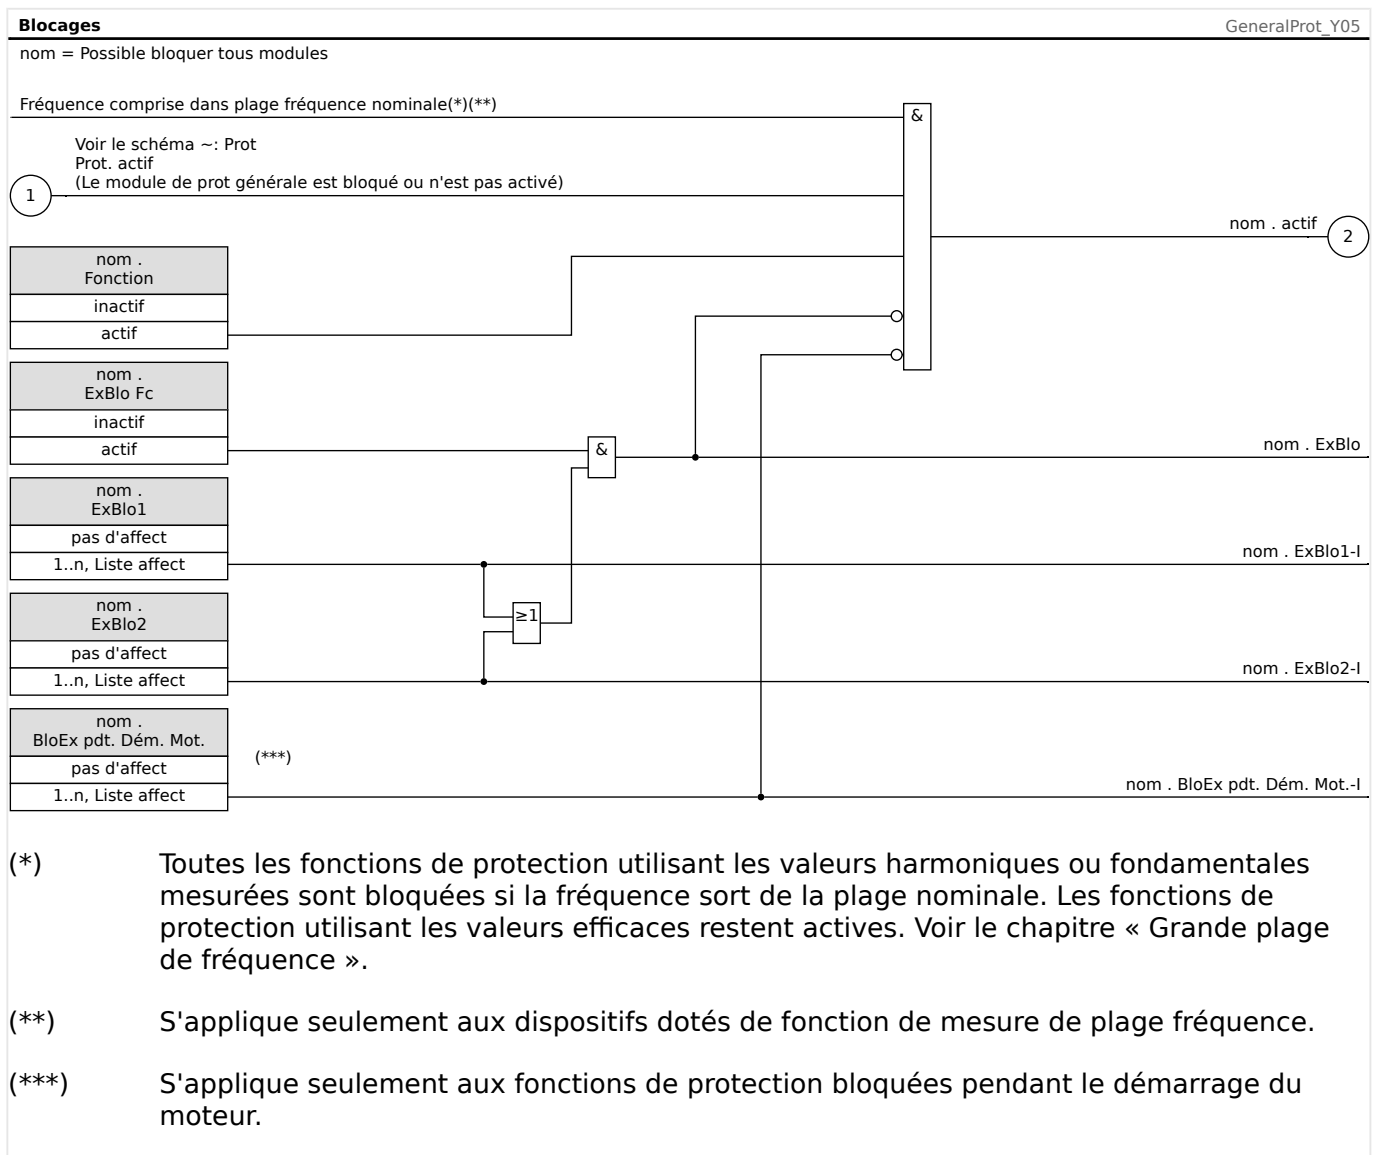 Blocages
GeneralProt_Y05
nom = Possible bloquer tous modules
Fréquence comprise dans plage fréquence nominale(*)(**)
&
Voir le schéma ~: Prot
Prot. actif
(Le module de prot générale est bloqué ou n'est pas activé)
1
nom . actif
2
nom .
Fonction
inactif
actif
nom .
ExBlo Fc
inactif
actif
&
nom . ExBlo
nom .
ExBlo1
pas d'affect
1..n, Liste affect
nom . ExBlo1-I
nom .
ExBlo2
≥1
pas d'affect
1..n, Liste affect
nom . ExBlo2-I
nom .
BloEx pdt. Dém. Mot.
(***)
pas d'affect
1..n, Liste affect
nom . BloEx pdt. Dém. Mot.-I
(*) Toutes les fonctions de protection utilisant les valeurs harmoniques ou fondamentales
mesurées sont bloquées si la fréquence sort de la plage nominale. Les fonctions de
protection utilisant les valeurs efficaces restent actives. Voir le chapitre « Grande plage
de fréquence ».
(**) S'applique seulement aux dispositifs dotés de fonction de mesure de plage fréquence.
(***) S'applique seulement aux fonctions de protection bloquées pendant le démarrage du
moteur.